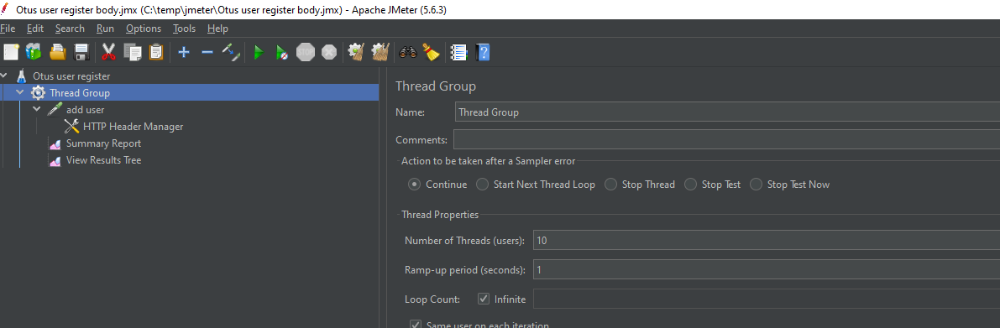 Otus user register body.jmx (C:\temp\jmeter\Otus user register body.jmx) - Apache JMeter (5.6.3)
File Edit Search Run Options Tools Help
STOP
Otus user register
Thread Group
add user
HTTP Header Manager
Summary Report
View Results Tree
Thread Group
Name: Thread Group
Comments:
Action to be taken after a Sampler error
Continue Start Next Thread Loop Stop Thread Stop Test Stop Test Now
Thread Properties
Number of Threads (users): 10
Ramp-up period (seconds): 1
Loop Count: Infinite
Same user on each iteration